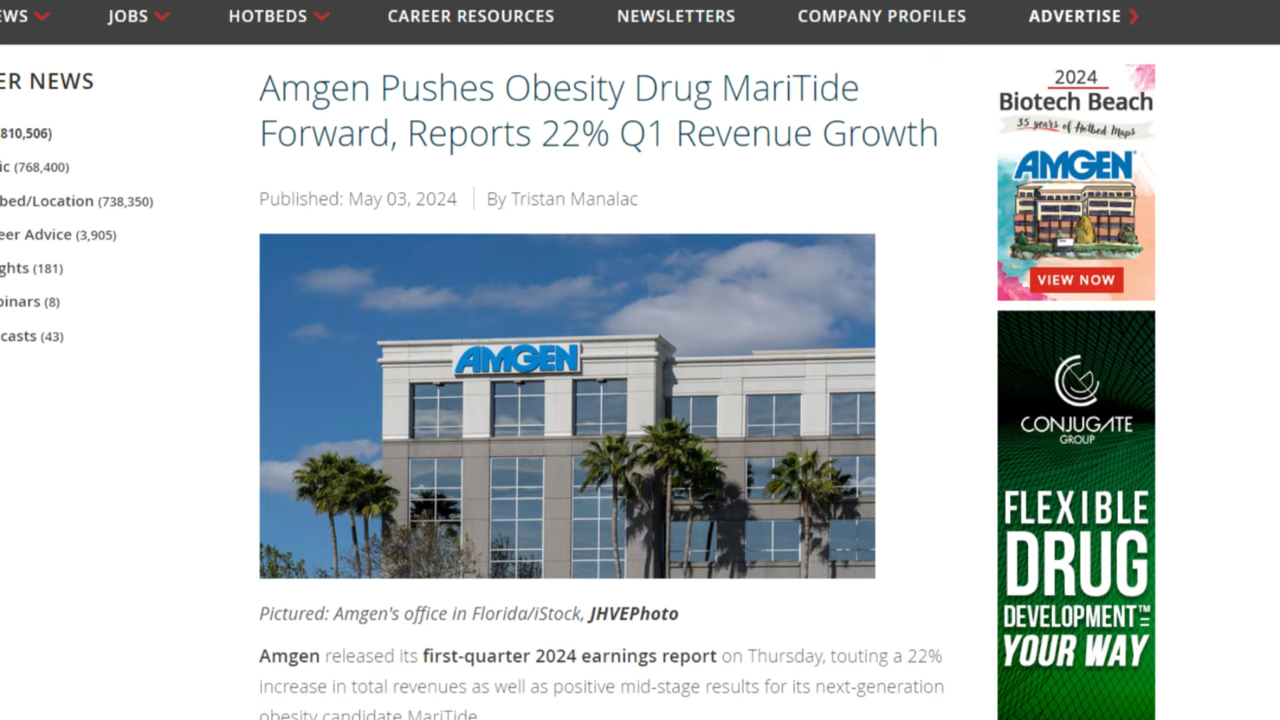 EWS
JOBS
HOTBEDS
CAREER RESOURCES
NEWSLETTERS
COMPANY PROFILES
ADVERTISE
ER NEWS
810,506)
ic (768,400)
bed/Location (738,350)
eer Advice (3,905)
ghts (181)
inars (8)
casts (43)
Amgen Pushes Obesity Drug MariTide
Forward, Reports 22% Q1 Revenue Growth
Published: May 03, 2024
By Tristan Manalac
AMGEN
Pictured: Amgen's office in Florida/iStock, JHVEPhoto
Amgen released its first-quarter 2024 earnings report on Thursday, touting a 22%
increase in total revenues as well as positive mid-stage results for its next-generation
obesity candidate MariTide
2024
Biotech Beach
35 years of Hotbed Maps
AMGEN
VIEW NOW
CONJUGATE
GROUP
FLEXIBLE
DRUG
DEVELOPMENT™
YOUR WAY